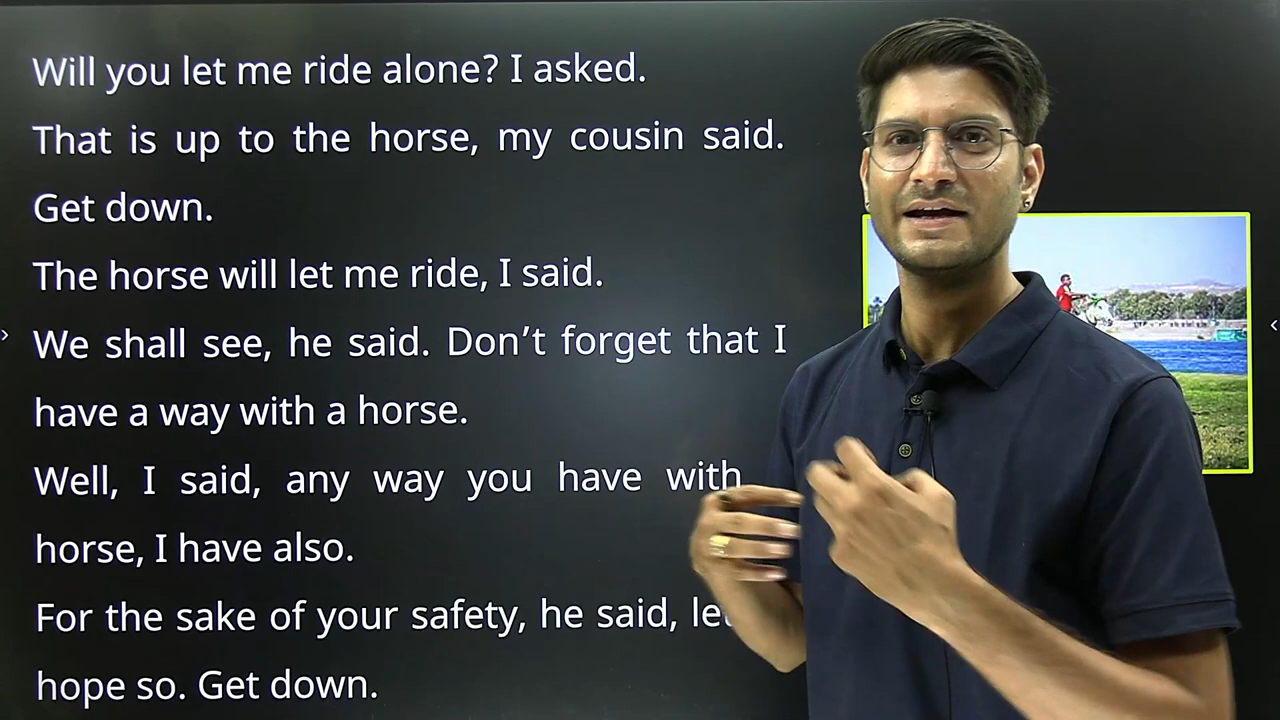 Will you let me ride alone? I asked.
That is up to the horse, my cousin said.
Get down.
The horse will let me ride, I said.
We shall see, he said. Don’t forget that I
have a way with a horse.
Well, I said, any way you have with
horse, I have also.
For the sake of your safety, he said,
hope so. Get down.